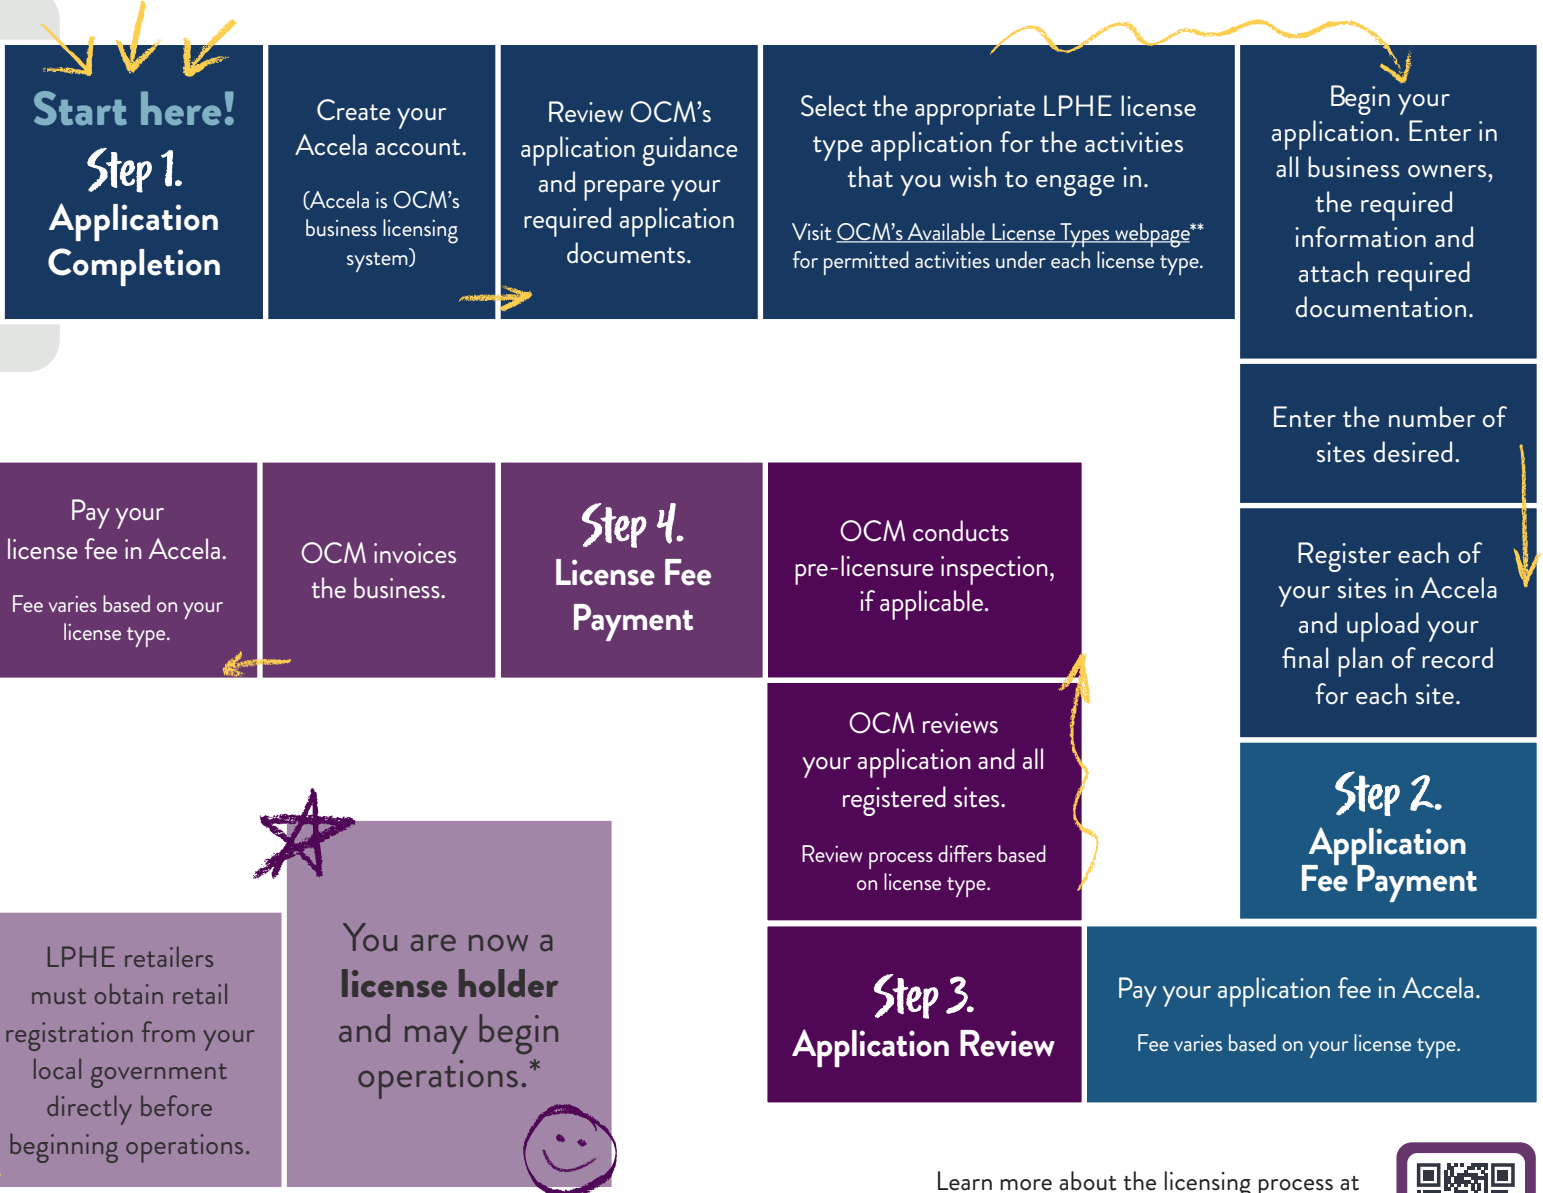 Start here!
Step 1.
Application
Completion
Create your
Accela account.
(Accela is OCM's
business licensing
system)
Review OCM's
application guidance
and prepare your
required application
documents.
Select the appropriate LPHE license
type application for the activities
that you wish to engage in.
Visit OCM's Available License Types webpage**
for permitted activities under each license type.
Begin your
application. Enter in
all business owners,
the required
information and
attach required
documentation.
Enter the number of
sites desired.
Register each of
your sites in Accela
and upload your
final plan of record
for each site.
Step 2.
Application
Fee Payment
Pay your application fee in Accela.
Fee varies based on your license type.
Step 3.
Application Review
OCM reviews
your application and all
registered sites.
Review process differs based
on license type.
OCM conducts
pre-licensure inspection,
if applicable.
Step 4.
License Fee
Payment
OCM invoices
the business.
Pay your
license fee in Accela.
Fee varies based on your
license type.
LPHE retailers
must obtain retail
registration from your
local government
directly before
beginning operations.
You are now a
license holder
and may begin
operations.*
Learn more about the licensing process at